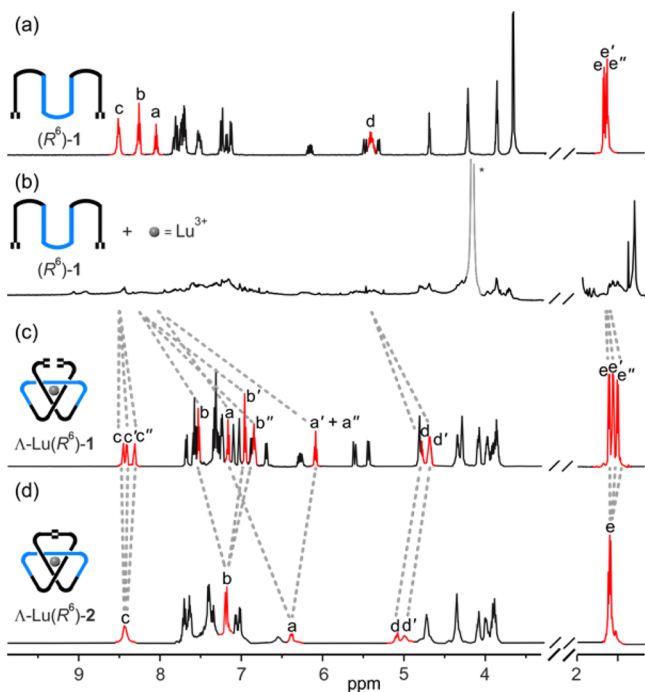 (a)
c b a d e e′ e″
(R⁶)-1
(b)
*
+ = Lu³⁺
(R⁶)-1
(c)
c c′ c″ b a b′ b″ a′ + a″ d d′ e e′ e″
Λ-Lu(R⁶)-1
(d)
c b a d d′ e
Λ-Lu(R⁶)-2
9 8 7 6 5 4 2
ppm